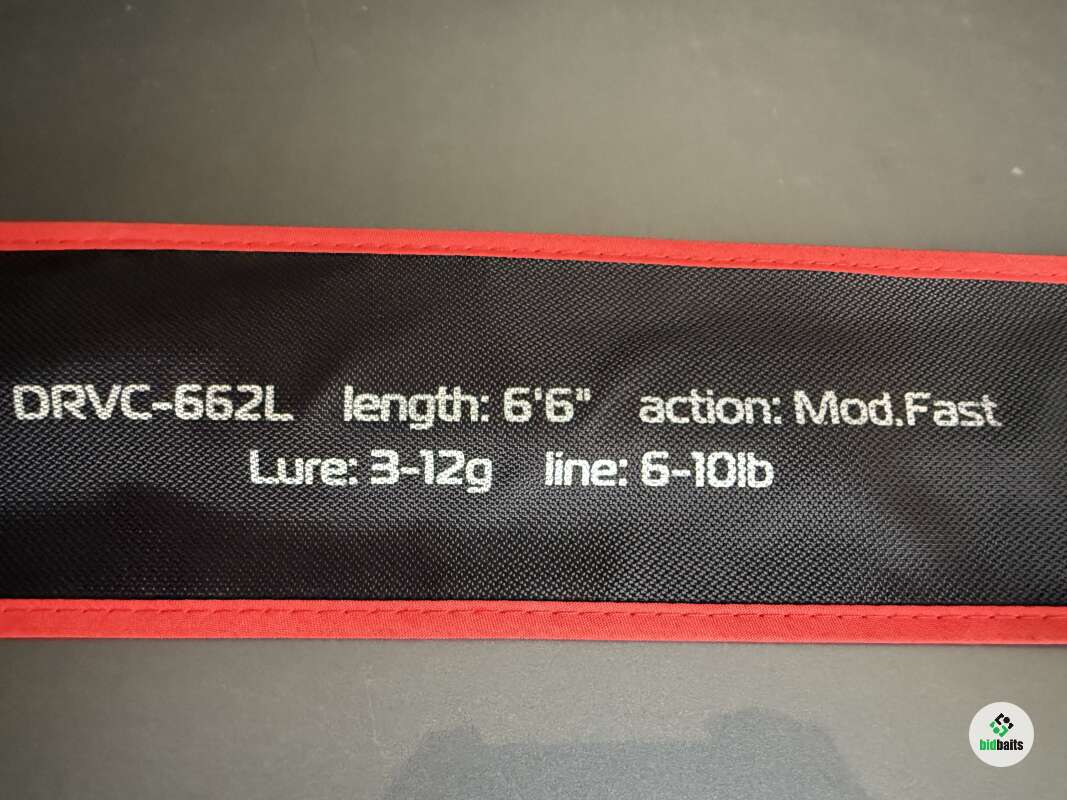 DRVC-662L length: 6'6" action: Mod.Fast
Lure: 3-12g line: 6-10lb
bidbaits